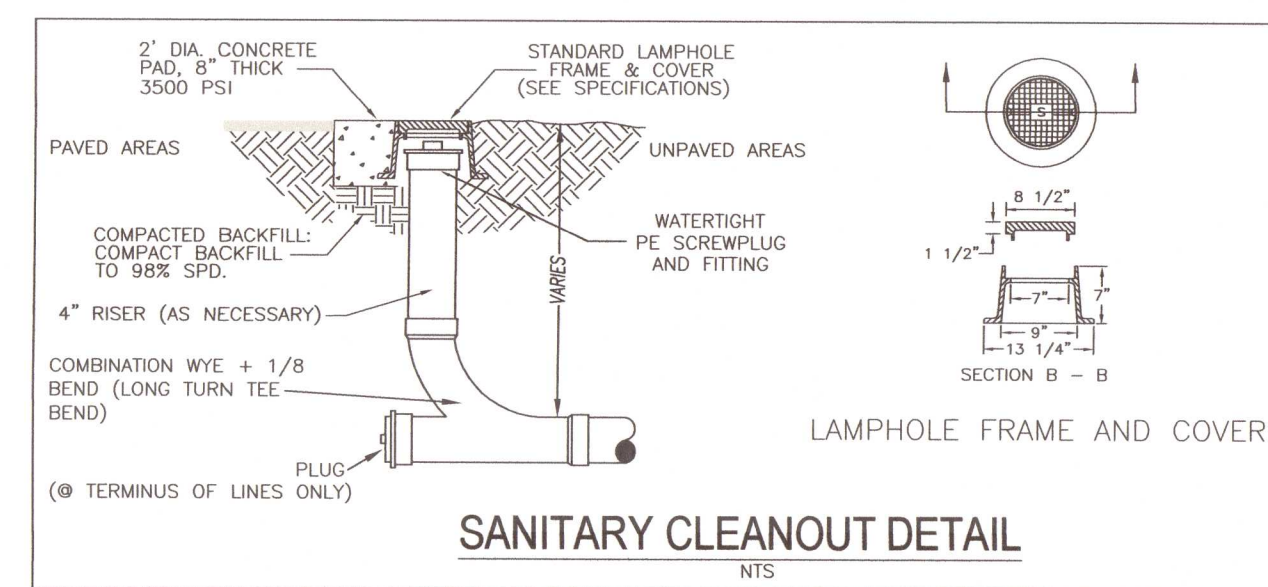 2' DIA. CONCRETE
PAD, 8" THICK
3500 PSI
STANDARD LAMPHOLE
FRAME & COVER
(SEE SPECIFICATIONS)
PAVED AREAS
UNPAVED AREAS
COMPACTED BACKFILL:
COMPACT BACKFILL
TO 98% SPD.
WATERTIGHT
PE SCREWPLUG
AND FITTING
VARIES
4" RISER (AS NECESSARY)
COMBINATION WYE + 1/8
BEND (LONG TURN TEE
BEND)
PLUG
(@ TERMINUS OF LINES ONLY)
S
8 1/2"
1 1/2"
7"
7"
9"
13 1/4"
SECTION B - B
LAMPHOLE FRAME AND COVER
SANITARY CLEANOUT DETAIL
NTS